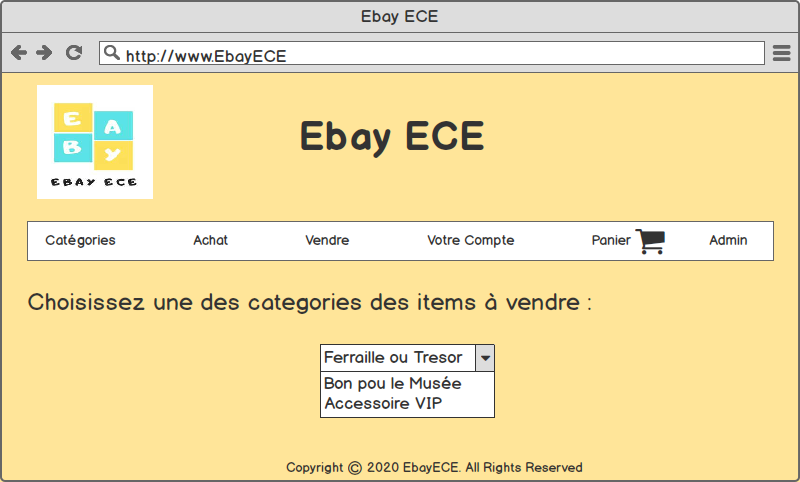 Ebay ECE
http://www.EbayECE
E
A
B
Y
EBAY ECE
Ebay ECE
Catégories Achat Vendre Votre Compte Panier Admin
Choisissez une des categories des items à vendre :
Ferraille ou Tresor
Bon pou le Musée
Accessoire VIP
Copyright © 2020 EbayECE. All Rights Reserved